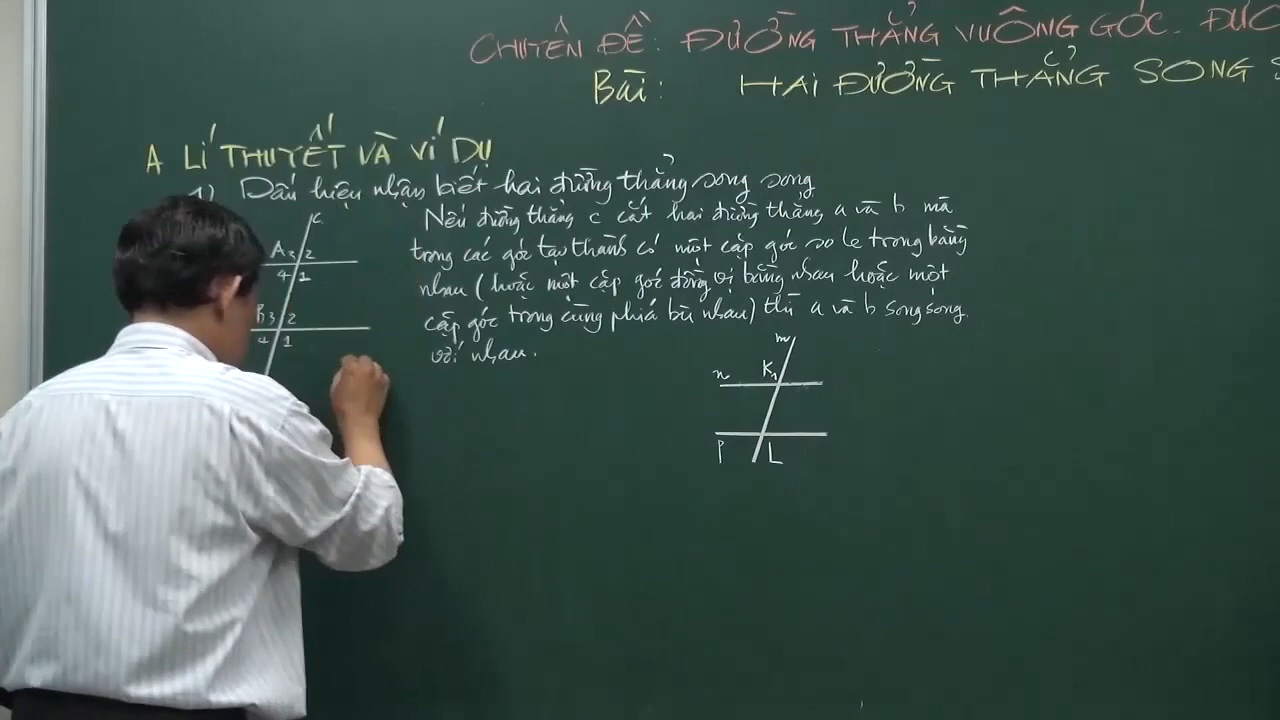 CHUYÊN ĐỀ: ĐƯỜNG THẲNG VUÔNG GÓC. ĐƯỜ
Bài: HAI ĐƯỜNG THẲNG SONG S
A LÍ THUYẾT VÀ VÍ DỤ
1) Dấu hiệu nhận biết hai đường thẳng song song
Nếu đường thẳng c cắt hai đường thẳng a và b mà
trong các góc tạo thành có một cặp góc so le trong bằng
nhau (hoặc một cặp góc đồng vị bằng nhau hoặc một
cặp góc trong cùng phía bù nhau) thì a và b song song
với nhau.
c
A 3 2
4 1
B 3 2
4 1
m
n K 1
P L